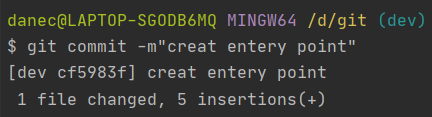 danec@LAPTOP-SGODB6MQ MINGW64 /d/git (dev)
$ git commit -m"creat entery point"
[dev cf5983f] creat entery point
 1 file changed, 5 insertions(+)